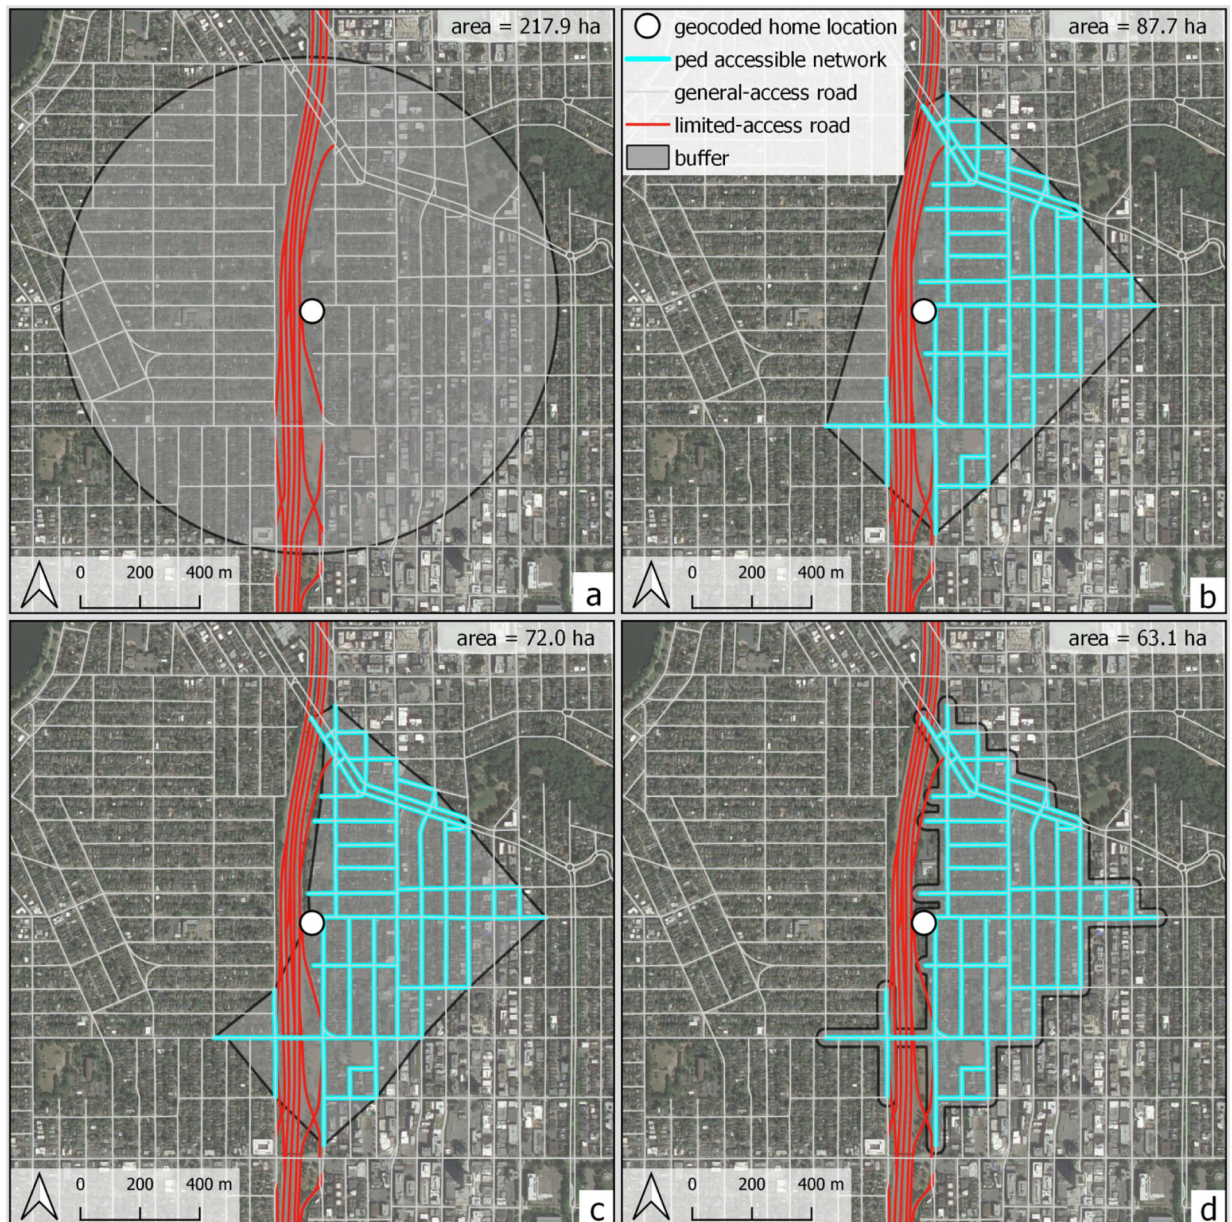 area = 217.9 ha
0 200 400 m
a
area = 87.7 ha
geocoded home location
ped accessible network
general-access road
limited-access road
buffer
0 200 400 m
b
area = 72.0 ha
0 200 400 m
c
area = 63.1 ha
0 200 400 m
d